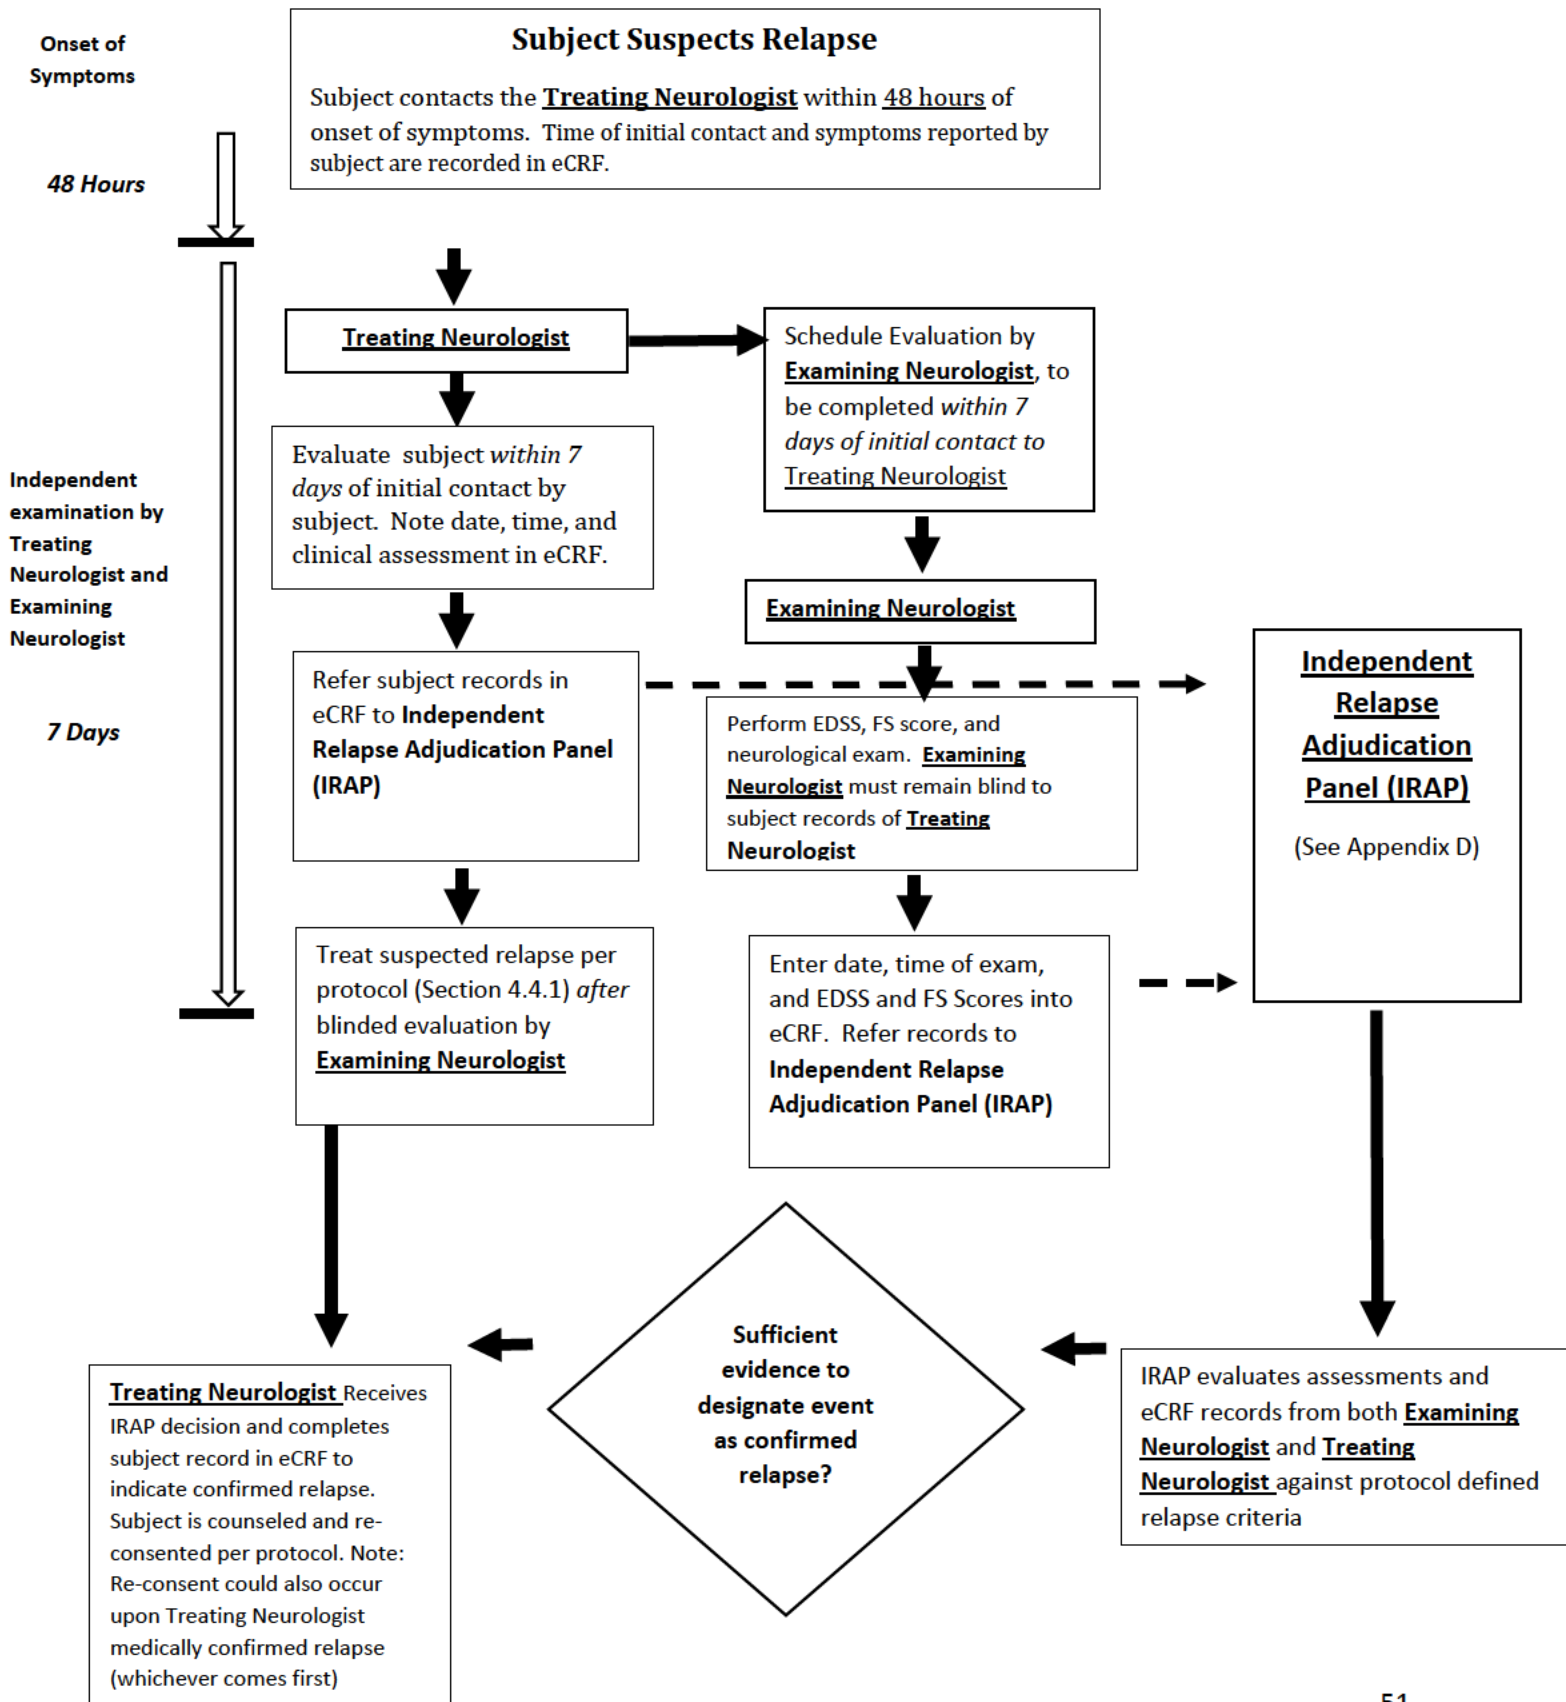 Onset of
Symptoms
Subject Suspects Relapse
Subject contacts the Treating Neurologist within 48 hours of
onset of symptoms.  Time of initial contact and symptoms reported by
subject are recorded in eCRF.
48 Hours
Treating Neurologist
Schedule Evaluation by
Examining Neurologist, to
be completed within 7
days of initial contact to
Treating Neurologist
Evaluate  subject within 7
days of initial contact by
subject.  Note date, time, and
clinical assessment in eCRF.
Independent
examination by
Treating
Neurologist and
Examining
Neurologist
7 Days
Examining Neurologist
Refer subject records in
eCRF to Independent
Relapse Adjudication Panel
(IRAP)
Perform EDSS, FS score, and
neurological exam.  Examining
Neurologist must remain blind to
subject records of Treating
Neurologist
Independent
Relapse
Adjudication
Panel (IRAP)
(See Appendix D)
Treat suspected relapse per
protocol (Section 4.4.1) after
blinded evaluation by
Examining Neurologist
Enter date, time of exam,
and EDSS and FS Scores into
eCRF.  Refer records to
Independent Relapse
Adjudication Panel (IRAP)
Sufficient
evidence to
designate event
as confirmed
relapse?
IRAP evaluates assessments and
eCRF records from both Examining
Neurologist and Treating
Neurologist against protocol defined
relapse criteria
Treating Neurologist Receives
IRAP decision and completes
subject record in eCRF to
indicate confirmed relapse.
Subject is counseled and re-
consented per protocol. Note:
Re-consent could also occur
upon Treating Neurologist
medically confirmed relapse
(whichever comes first)
51